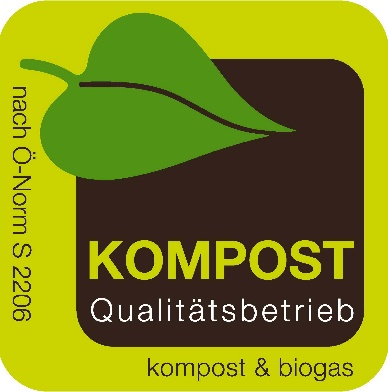 nach Ö-Norm S 2206
KOMPOST
Qualitätsbetrieb
kompost & biogas